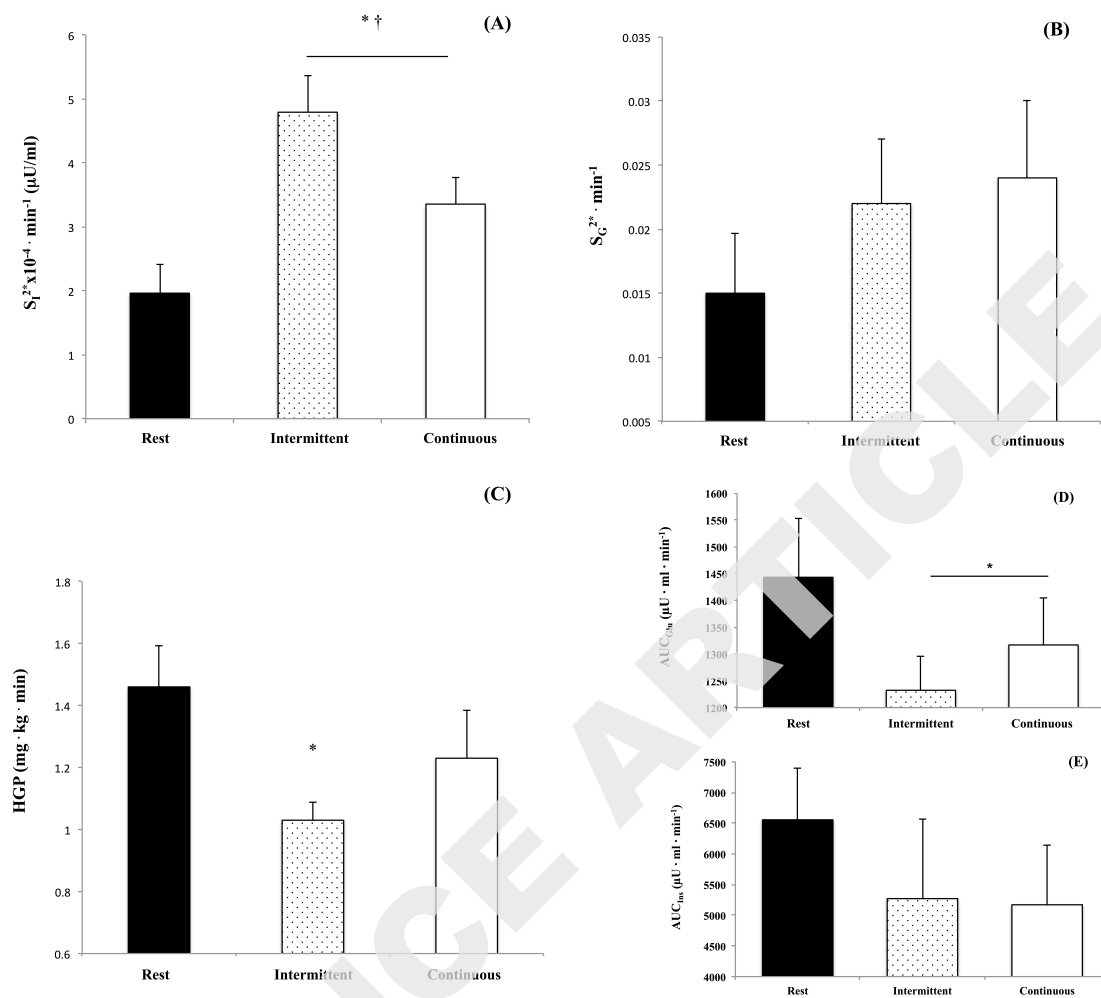 (A)
* †
6
5
4
3
2
1
0
S_I^2*x10^-4 · min^-1 (µU/ml)
Rest Intermittent Continuous
(B)
0.035
0.03
0.025
0.02
0.015
0.01
0.005
S_G^2* · min^-1
Rest Intermittent Continuous
(C)
1.8
1.6
1.4
1.2
1
0.8
0.6
HGP (mg · kg · min)
*
Rest Intermittent Continuous
(D)
*
1600
1550
1500
1450
1400
1350
1300
1250
1200
AUC_Glu (µU · ml · min^-1)
Rest Intermittent Continuous
(E)
7500
7000
6500
6000
5500
5000
4500
4000
AUC_Ins (µU · ml · min^-1)
Rest Intermittent Continuous
ICE ARTICLE